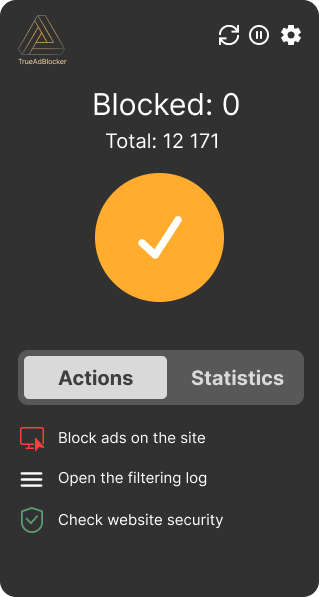 TrueAdBlocker
Blocked: 0
Total: 12 171
Actions
Statistics
Block ads on the site
Open the filtering log
Check website security